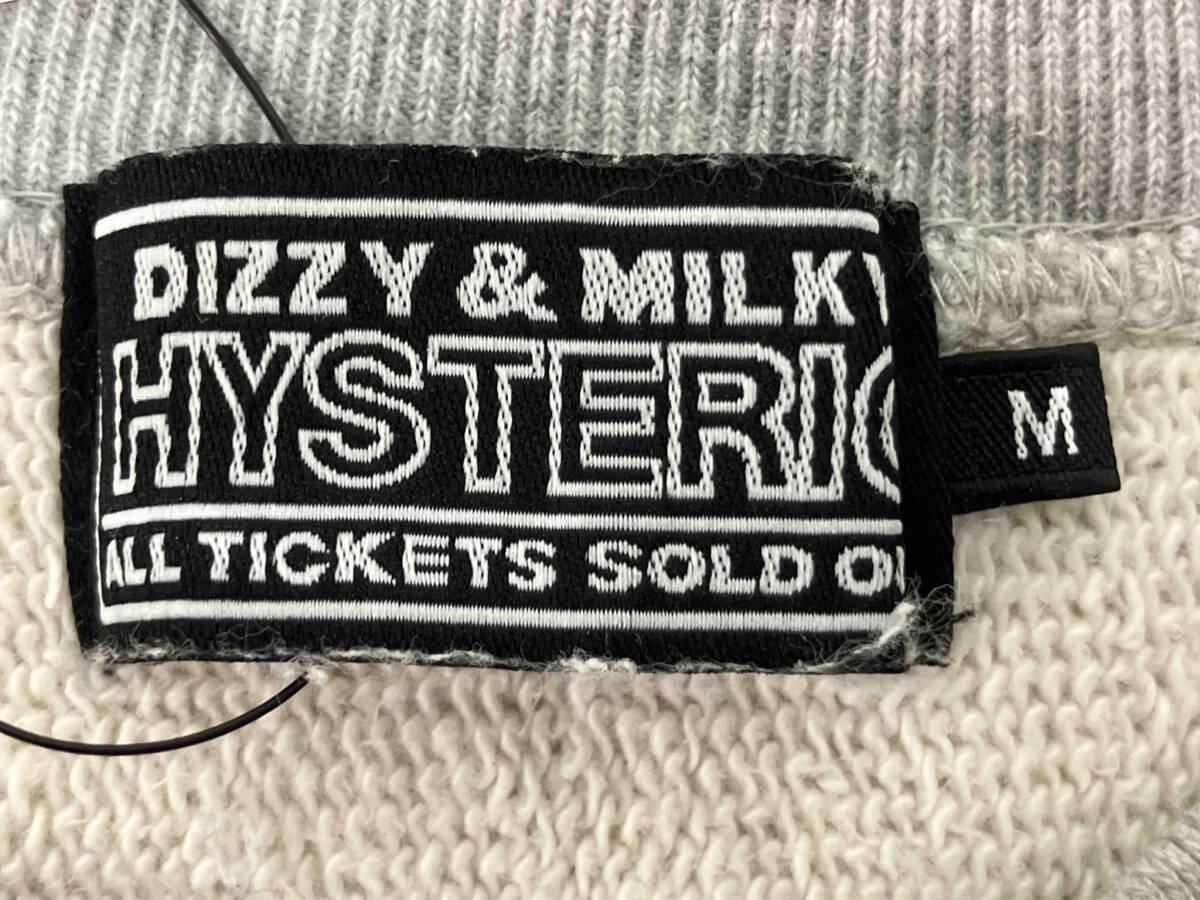 DIZZY & MILKY
HYSTERIC
ALL TICKETS SOLD
M